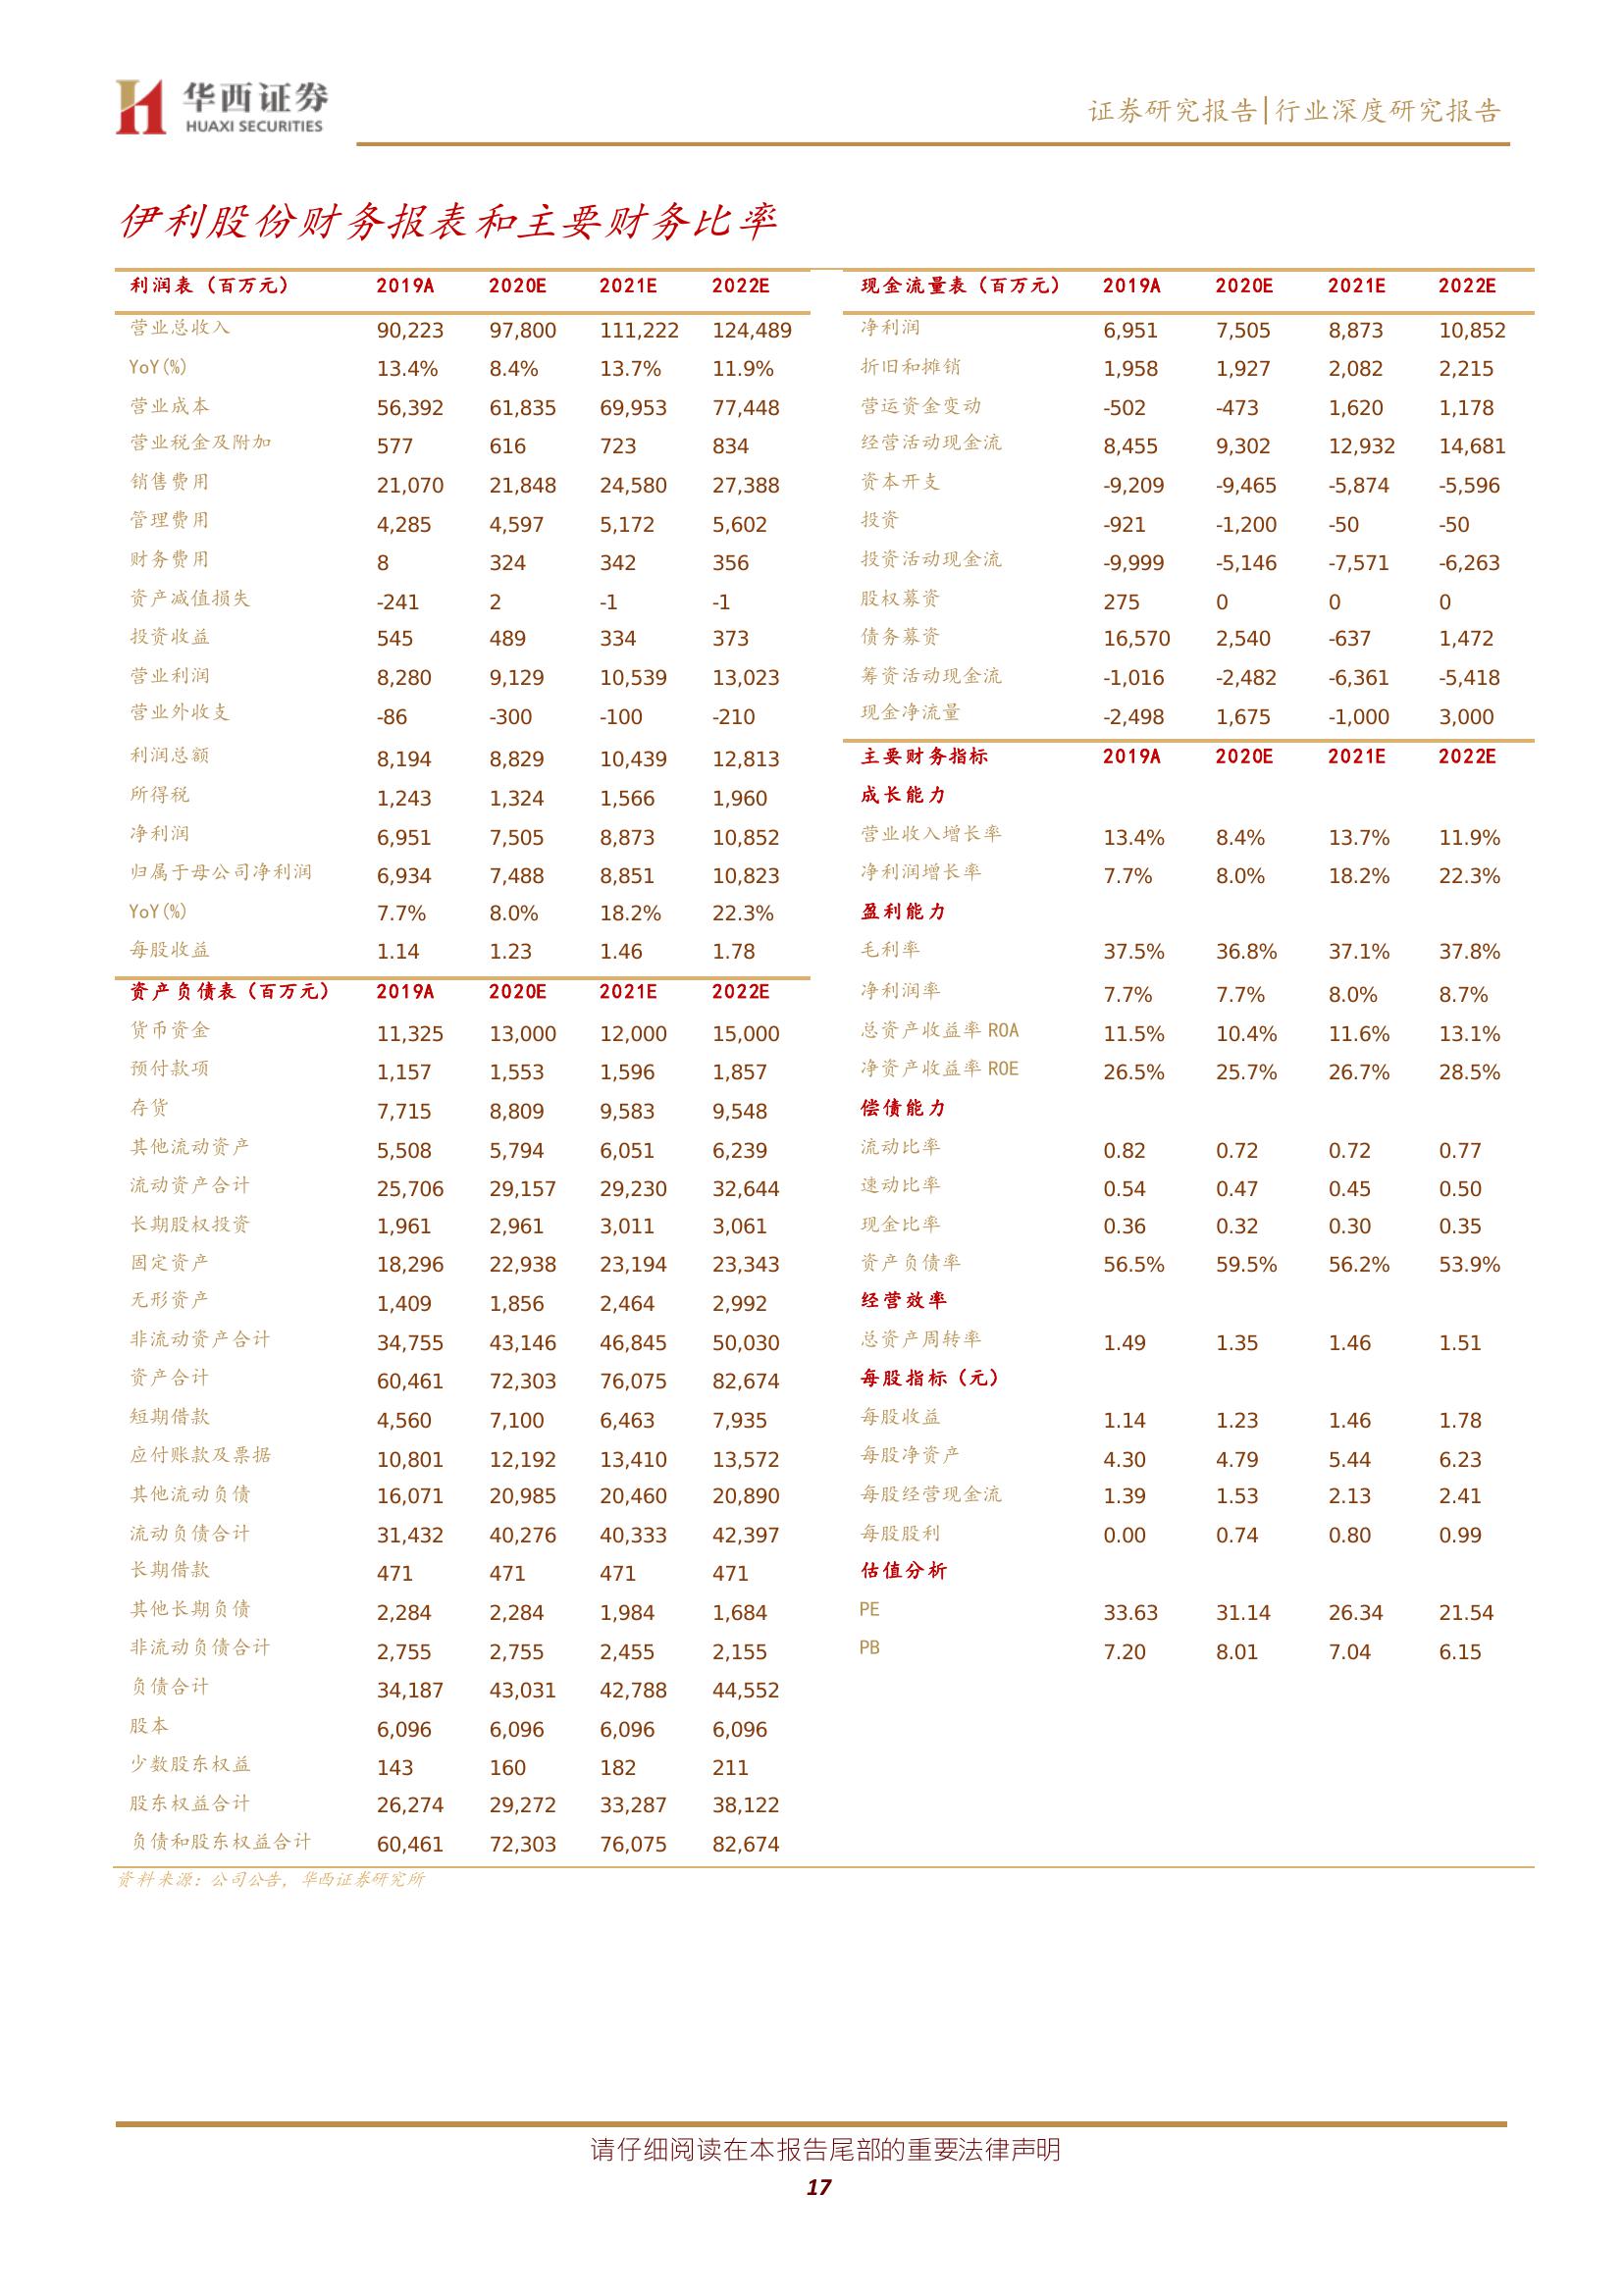 华西证券
HUAXI SECURITIES
证券研究报告|行业深度研究报告
伊利股份财务报表和主要财务比率
利润表（百万元） 2019A 2020E 2021E 2022E
营业总收入 90,223 97,800 111,222 124,489
YoY(%) 13.4% 8.4% 13.7% 11.9%
营业成本 56,392 61,835 69,953 77,448
营业税金及附加 577 616 723 834
销售费用 21,070 21,848 24,580 27,388
管理费用 4,285 4,597 5,172 5,602
财务费用 8 324 342 356
资产减值损失 -241 2 -1 -1
投资收益 545 489 334 373
营业利润 8,280 9,129 10,539 13,023
营业外收支 -86 -300 -100 -210
利润总额 8,194 8,829 10,439 12,813
所得税 1,243 1,324 1,566 1,960
净利润 6,951 7,505 8,873 10,852
归属于母公司净利润 6,934 7,488 8,851 10,823
YoY(%) 7.7% 8.0% 18.2% 22.3%
每股收益 1.14 1.23 1.46 1.78
资产负债表（百万元） 2019A 2020E 2021E 2022E
货币资金 11,325 13,000 12,000 15,000
预付款项 1,157 1,553 1,596 1,857
存货 7,715 8,809 9,583 9,548
其他流动资产 5,508 5,794 6,051 6,239
流动资产合计 25,706 29,157 29,230 32,644
长期股权投资 1,961 2,961 3,011 3,061
固定资产 18,296 22,938 23,194 23,343
无形资产 1,409 1,856 2,464 2,992
非流动资产合计 34,755 43,146 46,845 50,030
资产合计 60,461 72,303 76,075 82,674
短期借款 4,560 7,100 6,463 7,935
应付账款及票据 10,801 12,192 13,410 13,572
其他流动负债 16,071 20,985 20,460 20,890
流动负债合计 31,432 40,276 40,333 42,397
长期借款 471 471 471 471
其他长期负债 2,284 2,284 1,984 1,684
非流动负债合计 2,755 2,755 2,455 2,155
负债合计 34,187 43,031 42,788 44,552
股本 6,096 6,096 6,096 6,096
少数股东权益 143 160 182 211
股东权益合计 26,274 29,272 33,287 38,122
负债和股东权益合计 60,461 72,303 76,075 82,674
现金流量表（百万元） 2019A 2020E 2021E 2022E
净利润 6,951 7,505 8,873 10,852
折旧和摊销 1,958 1,927 2,082 2,215
营运资金变动 -502 -473 1,620 1,178
经营活动现金流 8,455 9,302 12,932 14,681
资本开支 -9,209 -9,465 -5,874 -5,596
投资 -921 -1,200 -50 -50
投资活动现金流 -9,999 -5,146 -7,571 -6,263
股权募资 275 0 0 0
债务募资 16,570 2,540 -637 1,472
筹资活动现金流 -1,016 -2,482 -6,361 -5,418
现金净流量 -2,498 1,675 -1,000 3,000
主要财务指标 2019A 2020E 2021E 2022E
成长能力
营业收入增长率 13.4% 8.4% 13.7% 11.9%
净利润增长率 7.7% 8.0% 18.2% 22.3%
盈利能力
毛利率 37.5% 36.8% 37.1% 37.8%
净利润率 7.7% 7.7% 8.0% 8.7%
总资产收益率 ROA 11.5% 10.4% 11.6% 13.1%
净资产收益率 ROE 26.5% 25.7% 26.7% 28.5%
偿债能力
流动比率 0.82 0.72 0.72 0.77
速动比率 0.54 0.47 0.45 0.50
现金比率 0.36 0.32 0.30 0.35
资产负债率 56.5% 59.5% 56.2% 53.9%
经营效率
总资产周转率 1.49 1.35 1.46 1.51
每股指标（元）
每股收益 1.14 1.23 1.46 1.78
每股净资产 4.30 4.79 5.44 6.23
每股经营现金流 1.39 1.53 2.13 2.41
每股股利 0.00 0.74 0.80 0.99
估值分析
PE 33.63 31.14 26.34 21.54
PB 7.20 8.01 7.04 6.15
资料来源：公司公告，华西证券研究所
请仔细阅读在本报告尾部的重要法律声明
17